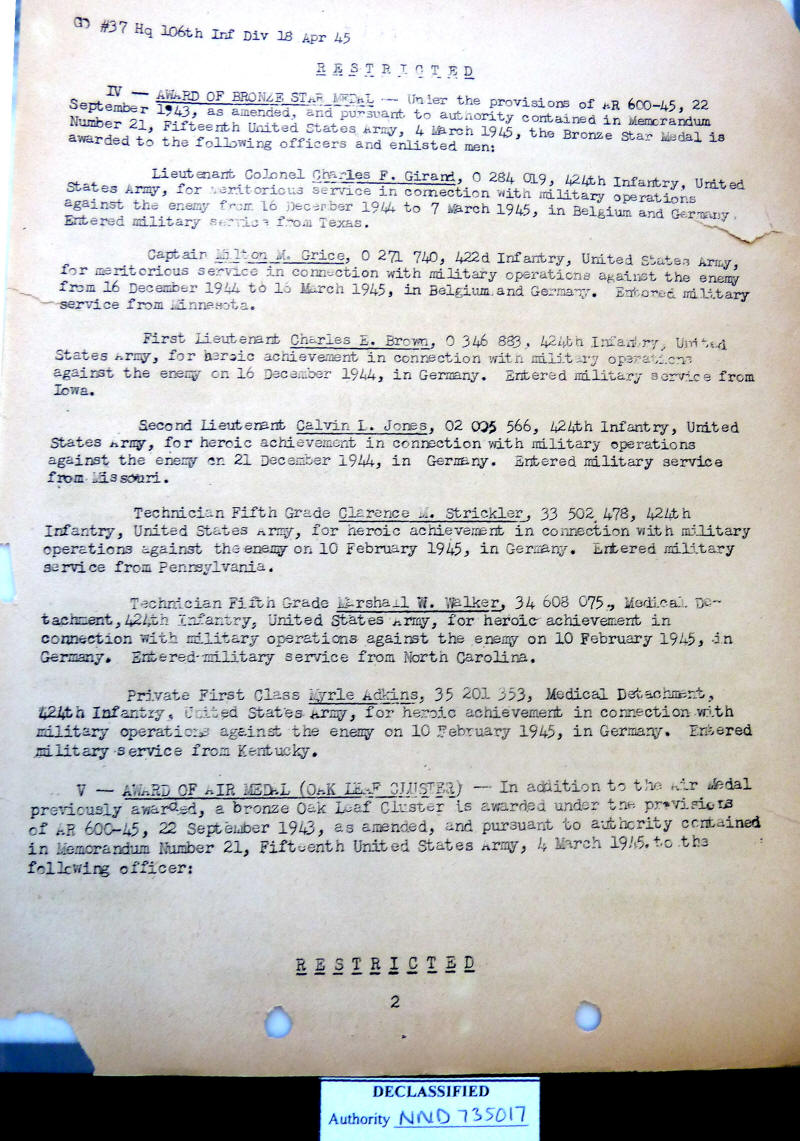 GO #37 Hq 106th Inf Div 18 Apr 45
RESTRICTED
IV — AWARD OF BRONZE STAR MEDAL — Under the provisions of AR 600-45, 22
September 1943, as amended, and pursuant to authority contained in Memorandum
Number 21, Fifteenth United States Army, 4 March 1945, the Bronze Star Medal is
awarded to the following officers and enlisted men:
Lieutenant Colonel Charles F. Girand, O 284 019, 424th Infantry, United
States Army, for meritorious service in connection with military operations
against the enemy from 16 December 1944 to 7 March 1945, in Belgium and Germany.
Entered military service from Texas.
Captain Milton M. Grice, O 271 740, 422d Infantry, United States Army,
for meritorious service in connection with military operations against the enemy
from 16 December 1944 to 16 March 1945, in Belgium and Germany. Entered military
service from Minnesota.
First Lieutenant Charles E. Brown, O 346 883, 424th Infantry, United
States Army, for heroic achievement in connection with military operations
against the enemy on 16 December 1944, in Germany. Entered military service from
Iowa.
Second Lieutenant Calvin L. Jones, O2 005 566, 424th Infantry, United
States Army, for heroic achievement in connection with military operations
against the enemy on 21 December 1944, in Germany. Entered military service
from Missouri.
Technician Fifth Grade Clarence M. Strickler, 33 502 478, 424th
Infantry, United States Army, for heroic achievement in connection with military
operations against the enemy on 10 February 1945, in Germany. Entered military
service from Pennsylvania.
Technician Fifth Grade Marshall W. Walker, 34 608 075, Medical De-
tachment, 424th Infantry, United States Army, for heroic achievement in
connection with military operations against the enemy on 10 February 1945, in
Germany. Entered military service from North Carolina.
Private First Class Myrle Adkins, 35 201 353, Medical Detachment,
424th Infantry, United States Army, for heroic achievement in connection with
military operations against the enemy on 10 February 1945, in Germany. Entered
military service from Kentucky.
V — AWARD OF AIR MEDAL (OAK LEAF CLUSTER) — In addition to the Air Medal
previously awarded, a bronze Oak Leaf Cluster is awarded under the provisions
of AR 600-45, 22 September 1943, as amended, and pursuant to authority contained
in Memorandum Number 21, Fifteenth United States Army, 4 March 1945, to the
following officer:
RESTRICTED
2
DECLASSIFIED
Authority NND 735017